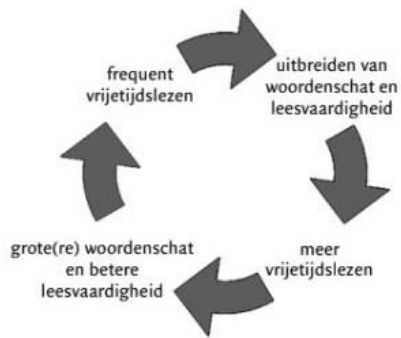 frequent
vrijetijdslezen
uitbreiden van
woordenschat en
leesvaardigheid
meer
vrijetijdslezen
grote(re) woordenschat
en betere
leesvaardigheid